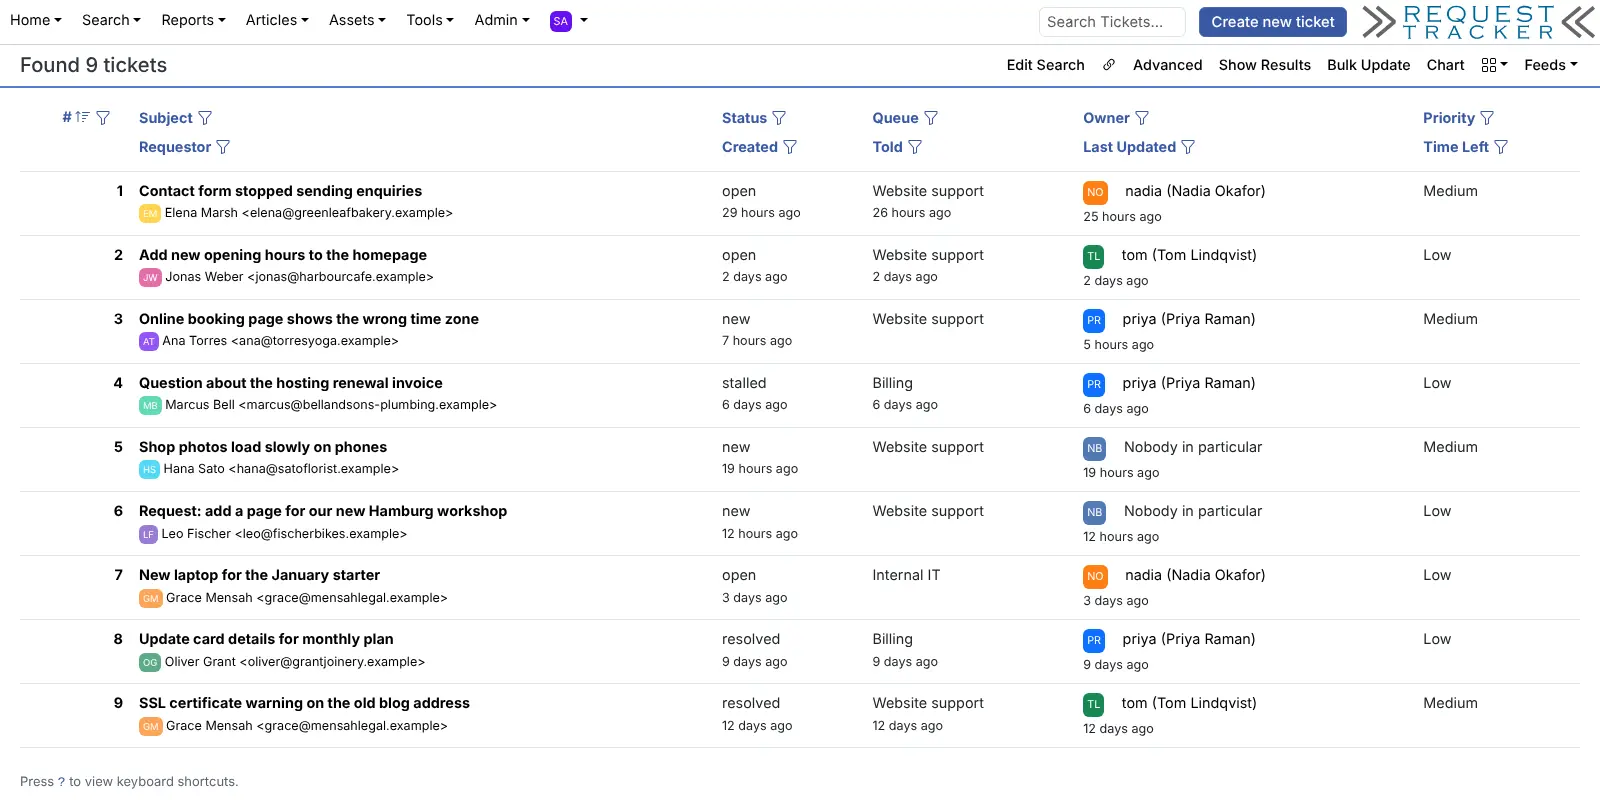 Home Search Reports Articles Assets Tools Admin SA Search Tickets... Create new ticket REQUEST TRACKER
Found 9 tickets Edit Search Advanced Show Results Bulk Update Chart Feeds
# Subject Status Queue Owner Priority
Requestor Created Told Last Updated Time Left
1 Contact form stopped sending enquiries open Website support NO nadia (Nadia Okafor) Medium
EM Elena Marsh <elena@greenleafbakery.example> 29 hours ago 26 hours ago 25 hours ago
2 Add new opening hours to the homepage open Website support TL tom (Tom Lindqvist) Low
JW Jonas Weber <jonas@harbourcafe.example> 2 days ago 2 days ago 2 days ago
3 Online booking page shows the wrong time zone new Website support PR priya (Priya Raman) Medium
AT Ana Torres <ana@torresyoga.example> 7 hours ago 5 hours ago
4 Question about the hosting renewal invoice stalled Billing PR priya (Priya Raman) Low
MB Marcus Bell <marcus@bellandsons-plumbing.example> 6 days ago 6 days ago 6 days ago
5 Shop photos load slowly on phones new Website support NB Nobody in particular Medium
HS Hana Sato <hana@satoflorist.example> 19 hours ago 19 hours ago
6 Request: add a page for our new Hamburg workshop new Website support NB Nobody in particular Low
LF Leo Fischer <leo@fischerbikes.example> 12 hours ago 12 hours ago
7 New laptop for the January starter open Internal IT NO nadia (Nadia Okafor) Low
GM Grace Mensah <grace@mensahlegal.example> 3 days ago 3 days ago
8 Update card details for monthly plan resolved Billing PR priya (Priya Raman) Low
OG Oliver Grant <oliver@grantjoinery.example> 9 days ago 9 days ago 9 days ago
9 SSL certificate warning on the old blog address resolved Website support TL tom (Tom Lindqvist) Medium
GM Grace Mensah <grace@mensahlegal.example> 12 days ago 12 days ago 12 days ago
Press ? to view keyboard shortcuts.